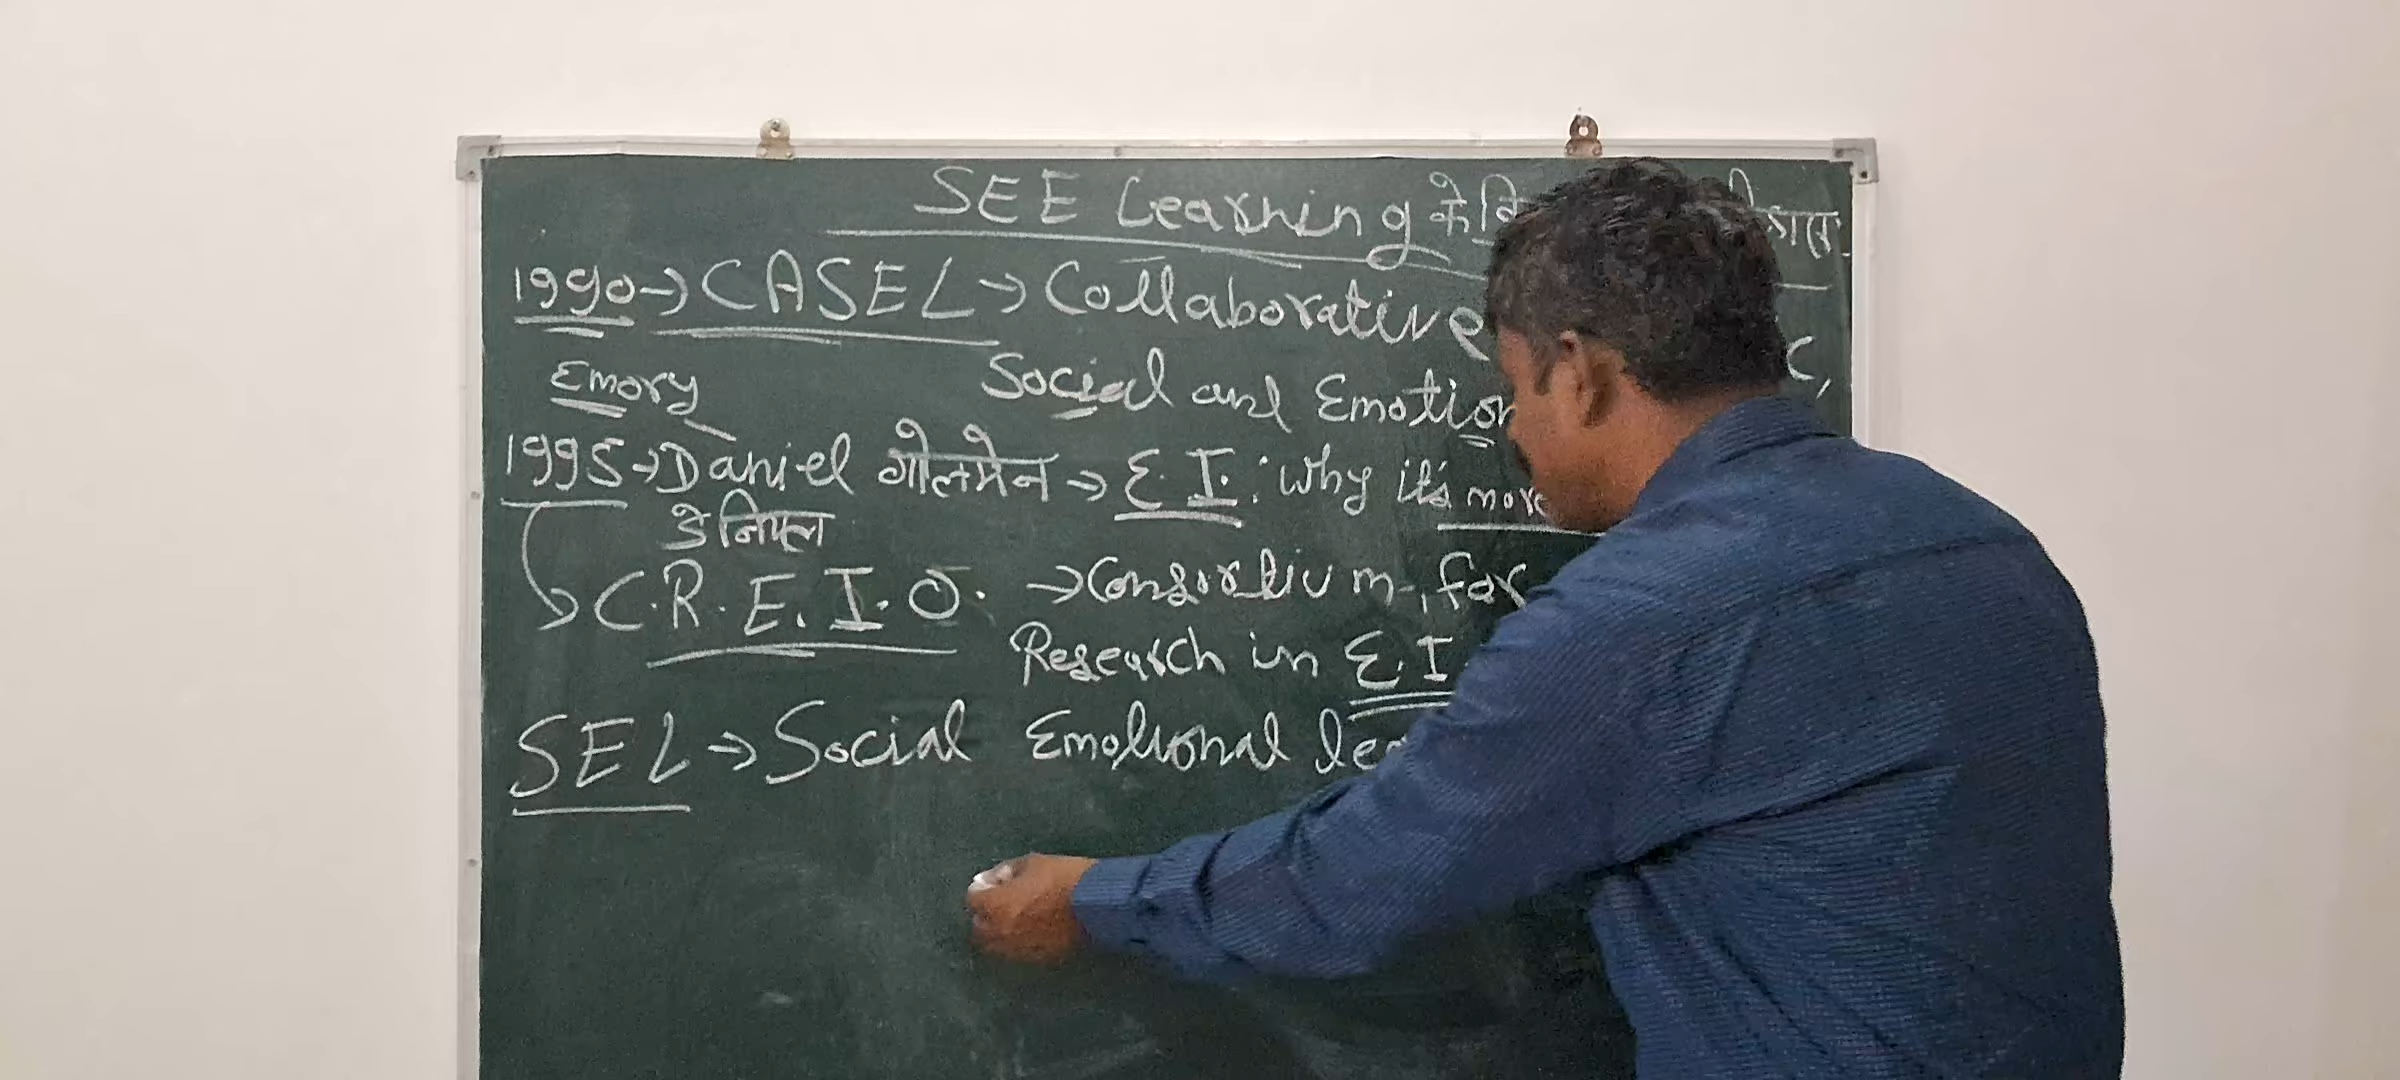 SEE Learning के
1990 → CASEL → Collaborative C,
Emory Social and Emotion
1995 → Daniel गोलमेन → E.I. : Why it's more
डेनियल
C.R.E.I.O. → Consortium for
Research in E.I
SEL → Social Emotional lea